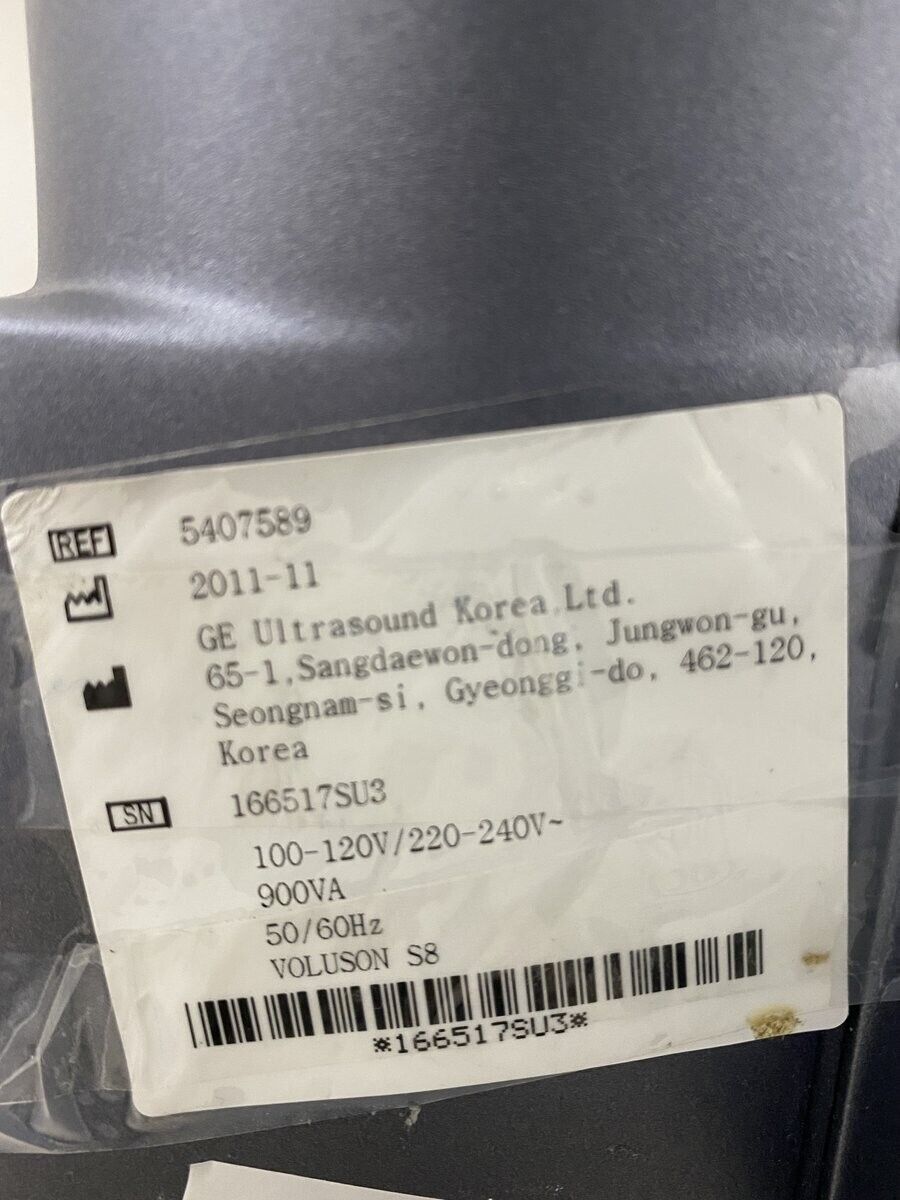 REF 5407589
2011-11
GE Ultrasound Korea,Ltd.
65-1,Sangdaewon-dong, Jungwon-gu,
Seongnam-si, Gyeonggi-do, 462-120,
Korea
SN 166517SU3
100-120V/220-240V~
900VA
50/60Hz
VOLUSON S8
*166517SU3*